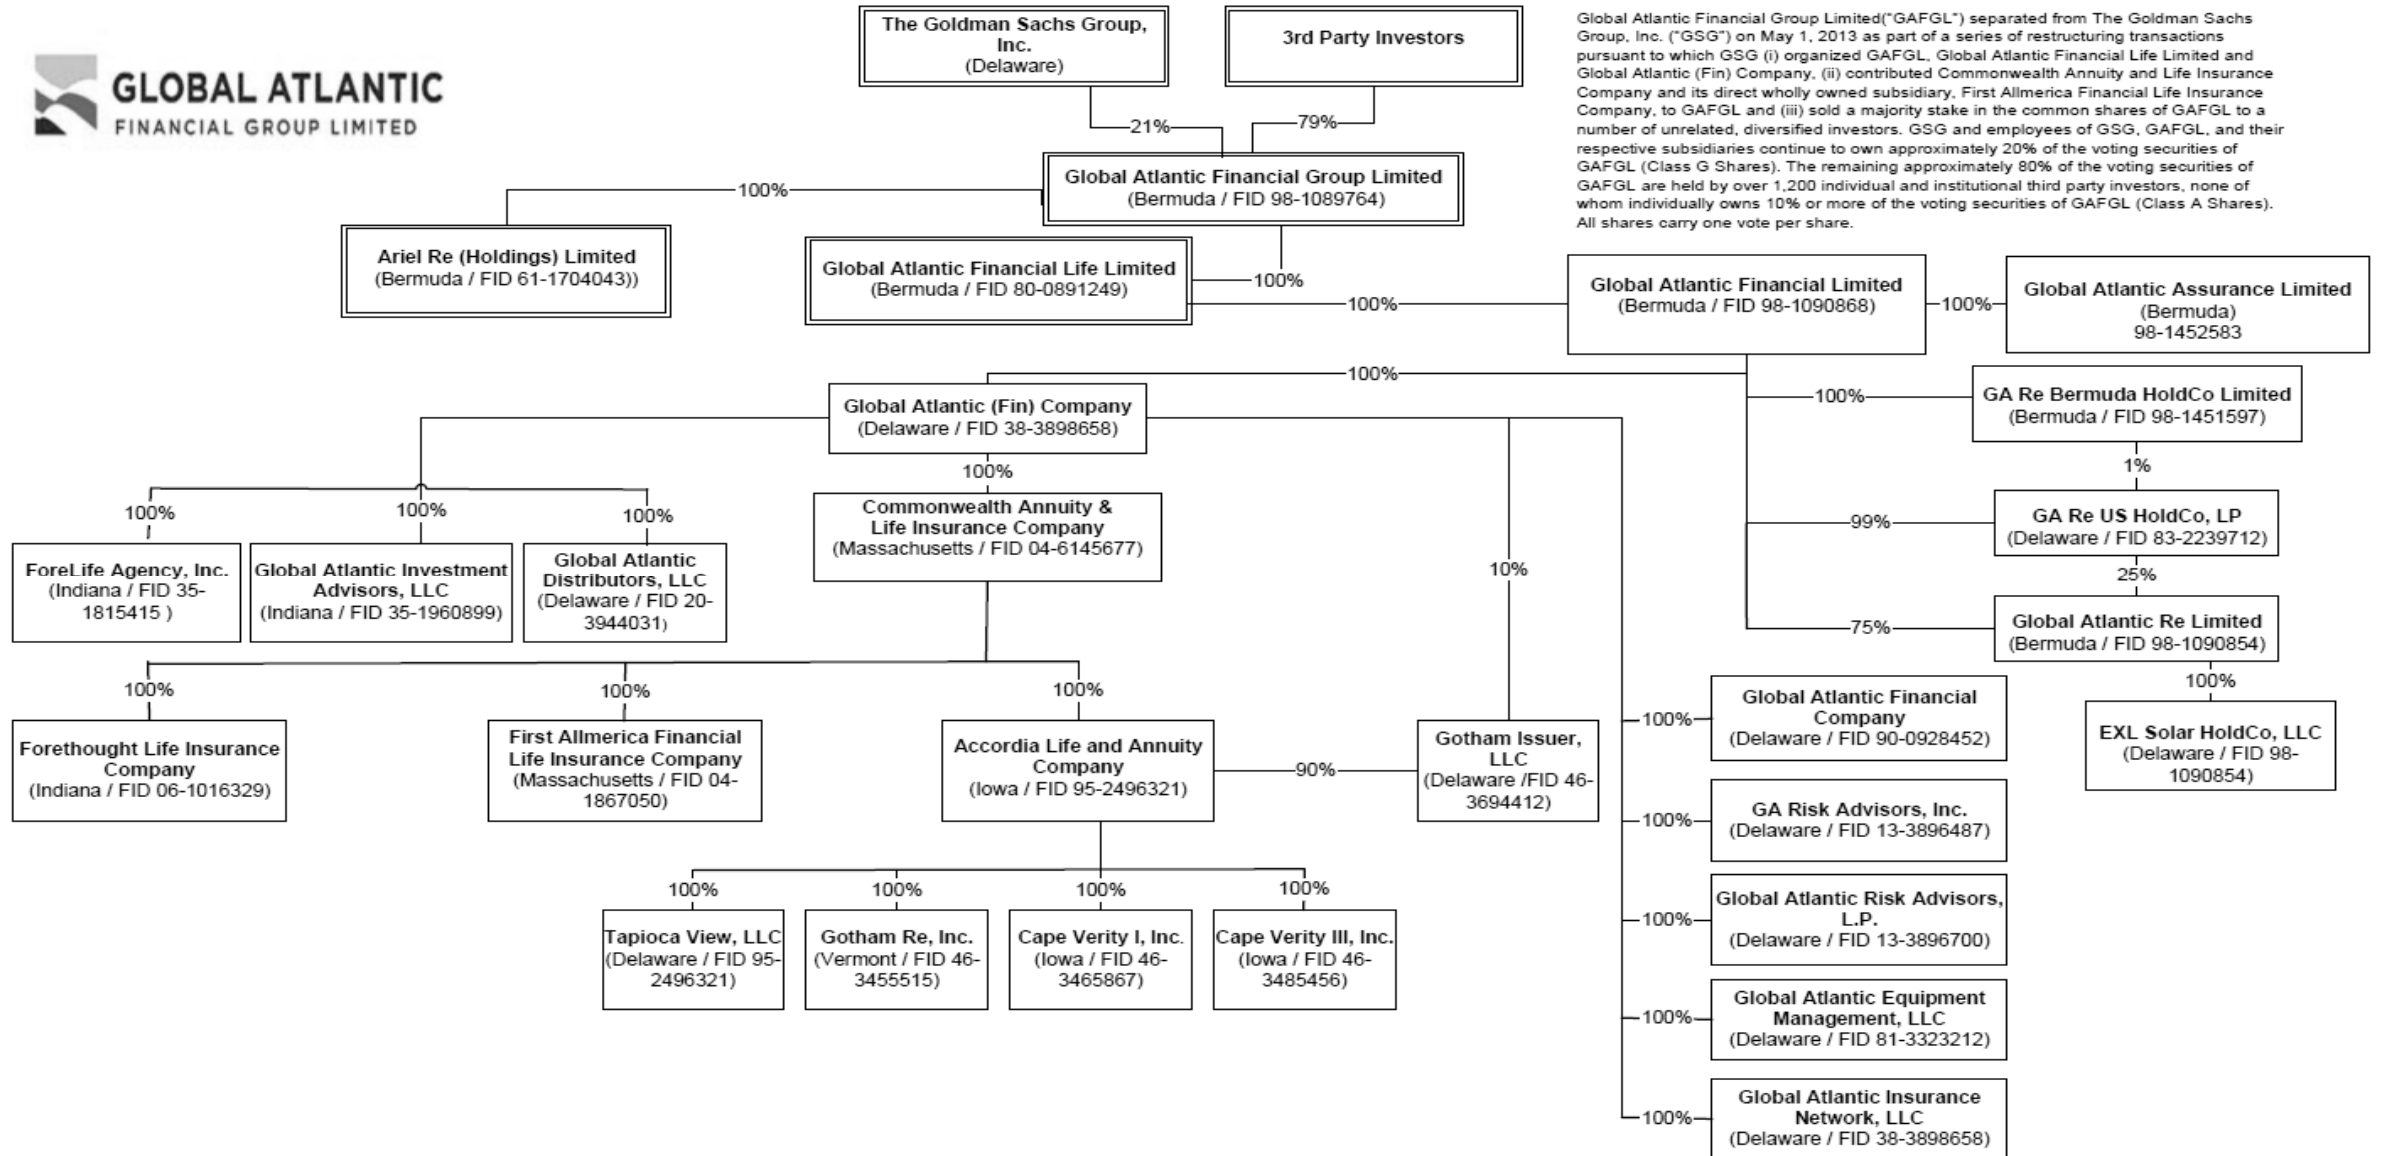 GLOBAL ATLANTIC
FINANCIAL GROUP LIMITED
The Goldman Sachs Group,
Inc.
(Delaware)
3rd Party Investors
Global Atlantic Financial Group Limited("GAFGL") separated from The Goldman Sachs
Group, Inc. ("GSG") on May 1, 2013 as part of a series of restructuring transactions
pursuant to which GSG (i) organized GAFGL, Global Atlantic Financial Life Limited and
Global Atlantic (Fin) Company, (ii) contributed Commonwealth Annuity and Life Insurance
Company and its direct wholly owned subsidiary, First Allmerica Financial Life Insurance
Company, to GAFGL and (iii) sold a majority stake in the common shares of GAFGL to a
number of unrelated, diversified investors. GSG and employees of GSG, GAFGL, and their
respective subsidiaries continue to own approximately 20% of the voting securities of
GAFGL (Class G Shares). The remaining approximately 80% of the voting securities of
GAFGL are held by over 1,200 individual and institutional third party investors, none of
whom individually owns 10% or more of the voting securities of GAFGL (Class A Shares).
All shares carry one vote per share.
21%
79%
Global Atlantic Financial Group Limited
(Bermuda / FID 98-1089764)
100%
Ariel Re (Holdings) Limited
(Bermuda / FID 61-1704043))
Global Atlantic Financial Life Limited
(Bermuda / FID 80-0891249)
100%
100%
Global Atlantic Financial Limited
(Bermuda / FID 98-1090868)
100%
Global Atlantic Assurance Limited
(Bermuda)
98-1452583
100%
Global Atlantic (Fin) Company
(Delaware / FID 38-3898658)
100%
GA Re Bermuda HoldCo Limited
(Bermuda / FID 98-1451597)
1%
99%
GA Re US HoldCo, LP
(Delaware / FID 83-2239712)
25%
75%
Global Atlantic Re Limited
(Bermuda / FID 98-1090854)
100%
EXL Solar HoldCo, LLC
(Delaware / FID 98-
1090854)
100%
Commonwealth Annuity &
Life Insurance Company
(Massachusetts / FID 04-6145677)
100%
100%
100%
ForeLife Agency, Inc.
(Indiana / FID 35-
1815415 )
Global Atlantic Investment
Advisors, LLC
(Indiana / FID 35-1960899)
Global Atlantic
Distributors, LLC
(Delaware / FID 20-
3944031)
10%
100%
100%
100%
Forethought Life Insurance
Company
(Indiana / FID 06-1016329)
First Allmerica Financial
Life Insurance Company
(Massachusetts / FID 04-
1867050)
Accordia Life and Annuity
Company
(Iowa / FID 95-2496321)
90%
Gotham Issuer,
LLC
(Delaware /FID 46-
3694412)
100%
Global Atlantic Financial
Company
(Delaware / FID 90-0928452)
100%
GA Risk Advisors, Inc.
(Delaware / FID 13-3896487)
100%
Global Atlantic Risk Advisors,
L.P.
(Delaware / FID 13-3896700)
100%
Global Atlantic Equipment
Management, LLC
(Delaware / FID 81-3323212)
100%
Global Atlantic Insurance
Network, LLC
(Delaware / FID 38-3898658)
100%
100%
100%
100%
Tapioca View, LLC
(Delaware / FID 95-
2496321)
Gotham Re, Inc.
(Vermont / FID 46-
3455515)
Cape Verity I, Inc.
(Iowa / FID 46-
3465867)
Cape Verity III, Inc.
(Iowa / FID 46-
3485456)